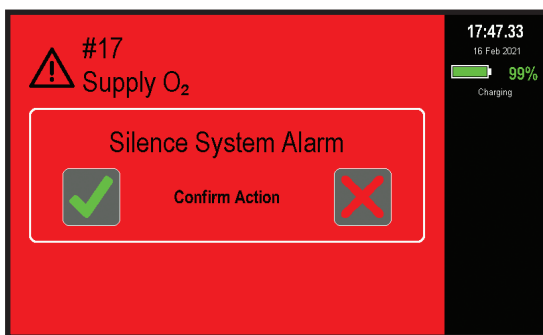 #17
Supply O₂
Silence System Alarm
Confirm Action
17:47.33
16 Feb 2021
99%
Charging